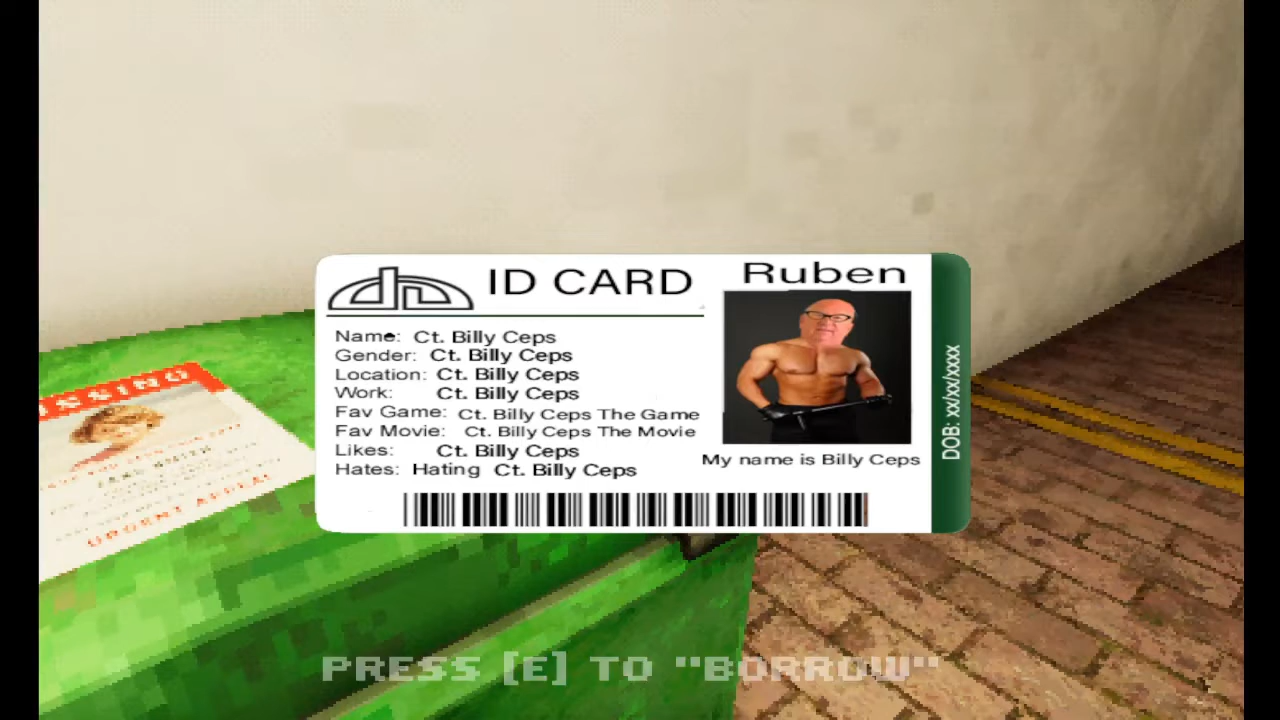 ID CARD
Ruben
Name: Ct. Billy Ceps
Gender: Ct. Billy Ceps
Location: Ct. Billy Ceps
Work: Ct. Billy Ceps
Fav Game: Ct. Billy Ceps The Game
Fav Movie: Ct. Billy Ceps The Movie
Likes: Ct. Billy Ceps
Hates: Hating Ct. Billy Ceps
My name is Billy Ceps
DOB: xx/xx/xxxx
URGENT APPEAL
PRESS [E] TO "BORROW"